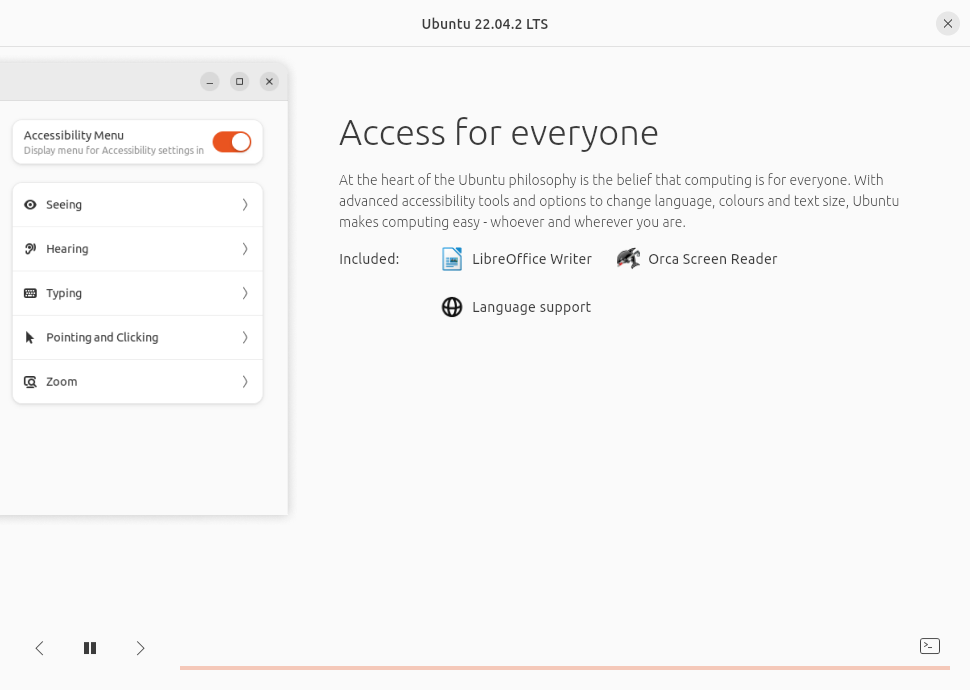 Ubuntu 22.04.2 LTS
Accessibility Menu
Display menu for Accessibility settings in
Seeing
Hearing
Typing
Pointing and Clicking
Zoom
Access for everyone
At the heart of the Ubuntu philosophy is the belief that computing is for everyone. With
advanced accessibility tools and options to change language, colours and text size, Ubuntu
makes computing easy - whoever and wherever you are.
Included: LibreOffice Writer Orca Screen Reader
Language support